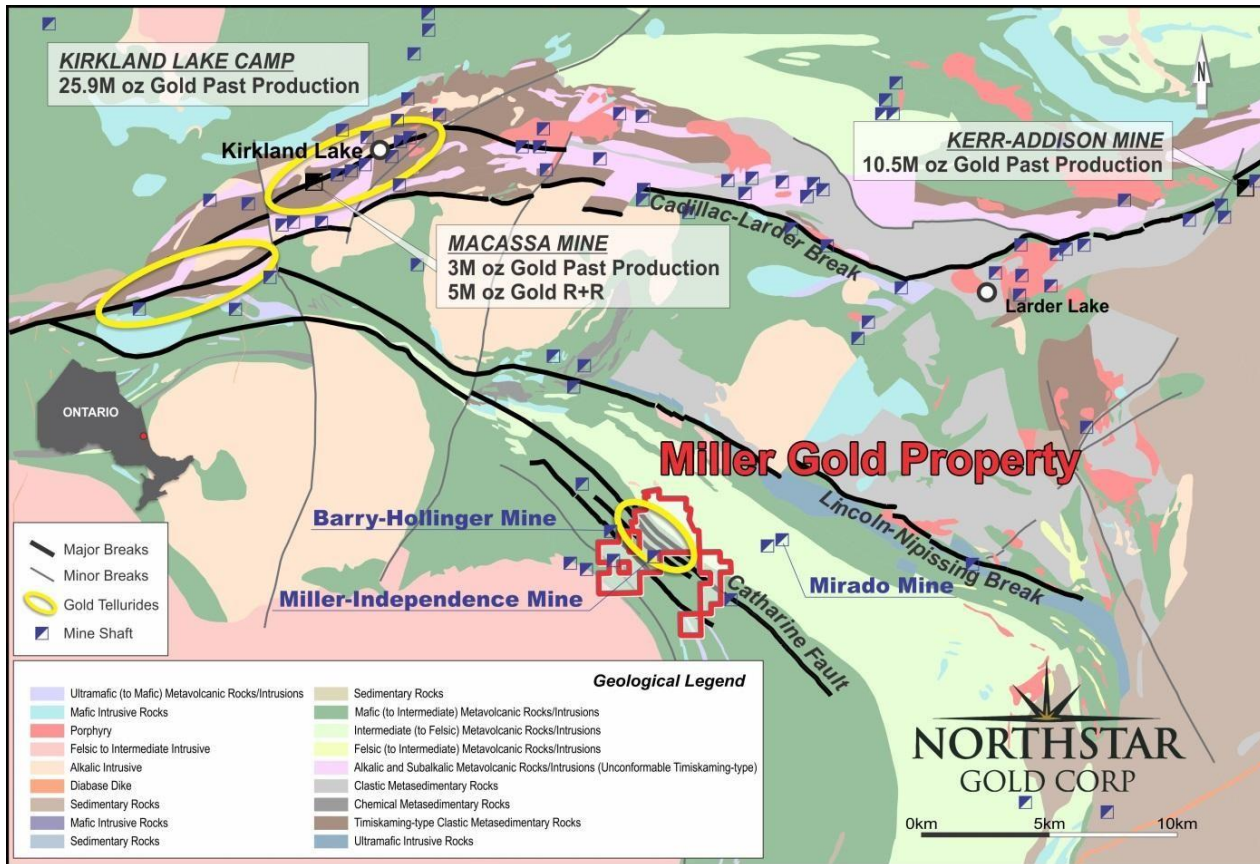 KIRKLAND LAKE CAMP
25.9M oz Gold Past Production
N
KERR-ADDISON MINE
10.5M oz Gold Past Production
Kirkland Lake
Cadillac-Larder Break
MACASSA MINE
3M oz Gold Past Production
5M oz Gold R+R
Larder Lake
ONTARIO
Miller Gold Property
Lincoln-Nipissing Break
Barry-Hollinger Mine
Miller-Independence Mine
Mirado Mine
Catharine Fault
Major Breaks
Minor Breaks
Gold Tellurides
Mine Shaft
Geological Legend
Ultramafic (to Mafic) Metavolcanic Rocks/Intrusions
Mafic Intrusive Rocks
Porphyry
Felsic to Intermediate Intrusive
Alkalic Intrusive
Diabase Dike
Sedimentary Rocks
Mafic Intrusive Rocks
Sedimentary Rocks
Sedimentary Rocks
Mafic (to Intermediate) Metavolcanic Rocks/Intrusions
Intermediate (to Felsic) Metavolcanic Rocks/Intrusions
Felsic (to Intermediate) Metavolcanic Rocks/Intrusions
Alkalic and Subalkalic Metavolcanic Rocks/Intrusions (Unconformable Timiskaming-type)
Clastic Metasedimentary Rocks
Chemical Metasedimentary Rocks
Timiskaming-type Clastic Metasedimentary Rocks
Ultramafic Intrusive Rocks
NORTHSTAR
GOLD CORP
0km 5km 10km